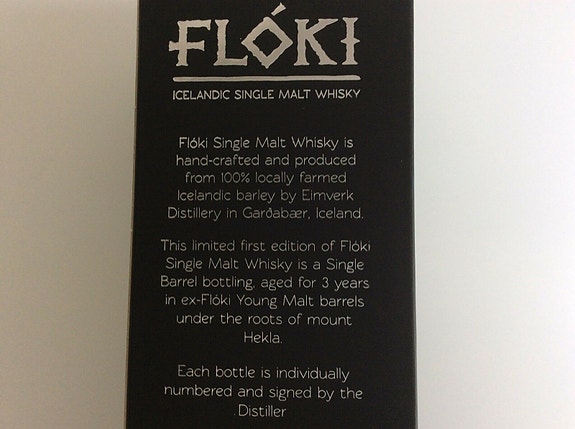 FLÓKI
ICELANDIC SINGLE MALT WHISKY
Flóki Single Malt Whisky is
hand-crafted and produced
from 100% locally farmed
Icelandic barley by Eimverk
Distillery in Garðabær, Iceland.
This limited first edition of Flóki
Single Malt Whisky is a Single
Barrel bottling, aged for 3 years
in ex-Flóki Young Malt barrels
under the roots of mount
Hekla.
Each bottle is individually
numbered and signed by the
.Distiller